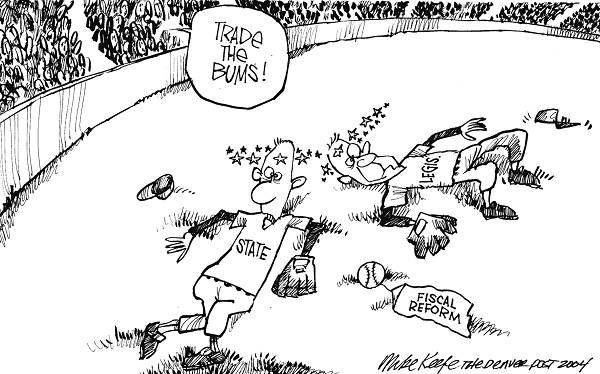 TRADE
THE
BUMS!
STATE
LEGIS.
FISCAL
REFORM
Mike Keefe THE DENVER POST 2004